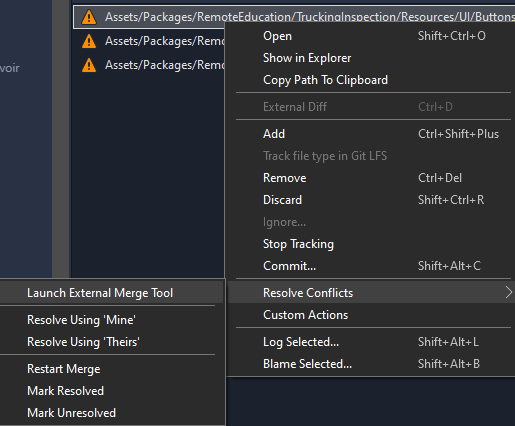 Assets/Packages/RemoteEducation/TruckingInspection/Resources/UI/Buttons
Assets/Packages/Remo
Assets/Packages/Remo
voir
Open Shift+Ctrl+O
Show in Explorer
Copy Path To Clipboard
External Diff Ctrl+D
Add Ctrl+Shift+Plus
Track file type in Git LFS
Remove Ctrl+Del
Discard Shift+Ctrl+R
Ignore...
Stop Tracking
Commit... Shift+Alt+C
Resolve Conflicts
Custom Actions
Log Selected... Shift+Alt+L
Blame Selected... Shift+Alt+B
Launch External Merge Tool
Resolve Using 'Mine'
Resolve Using 'Theirs'
Restart Merge
Mark Resolved
Mark Unresolved